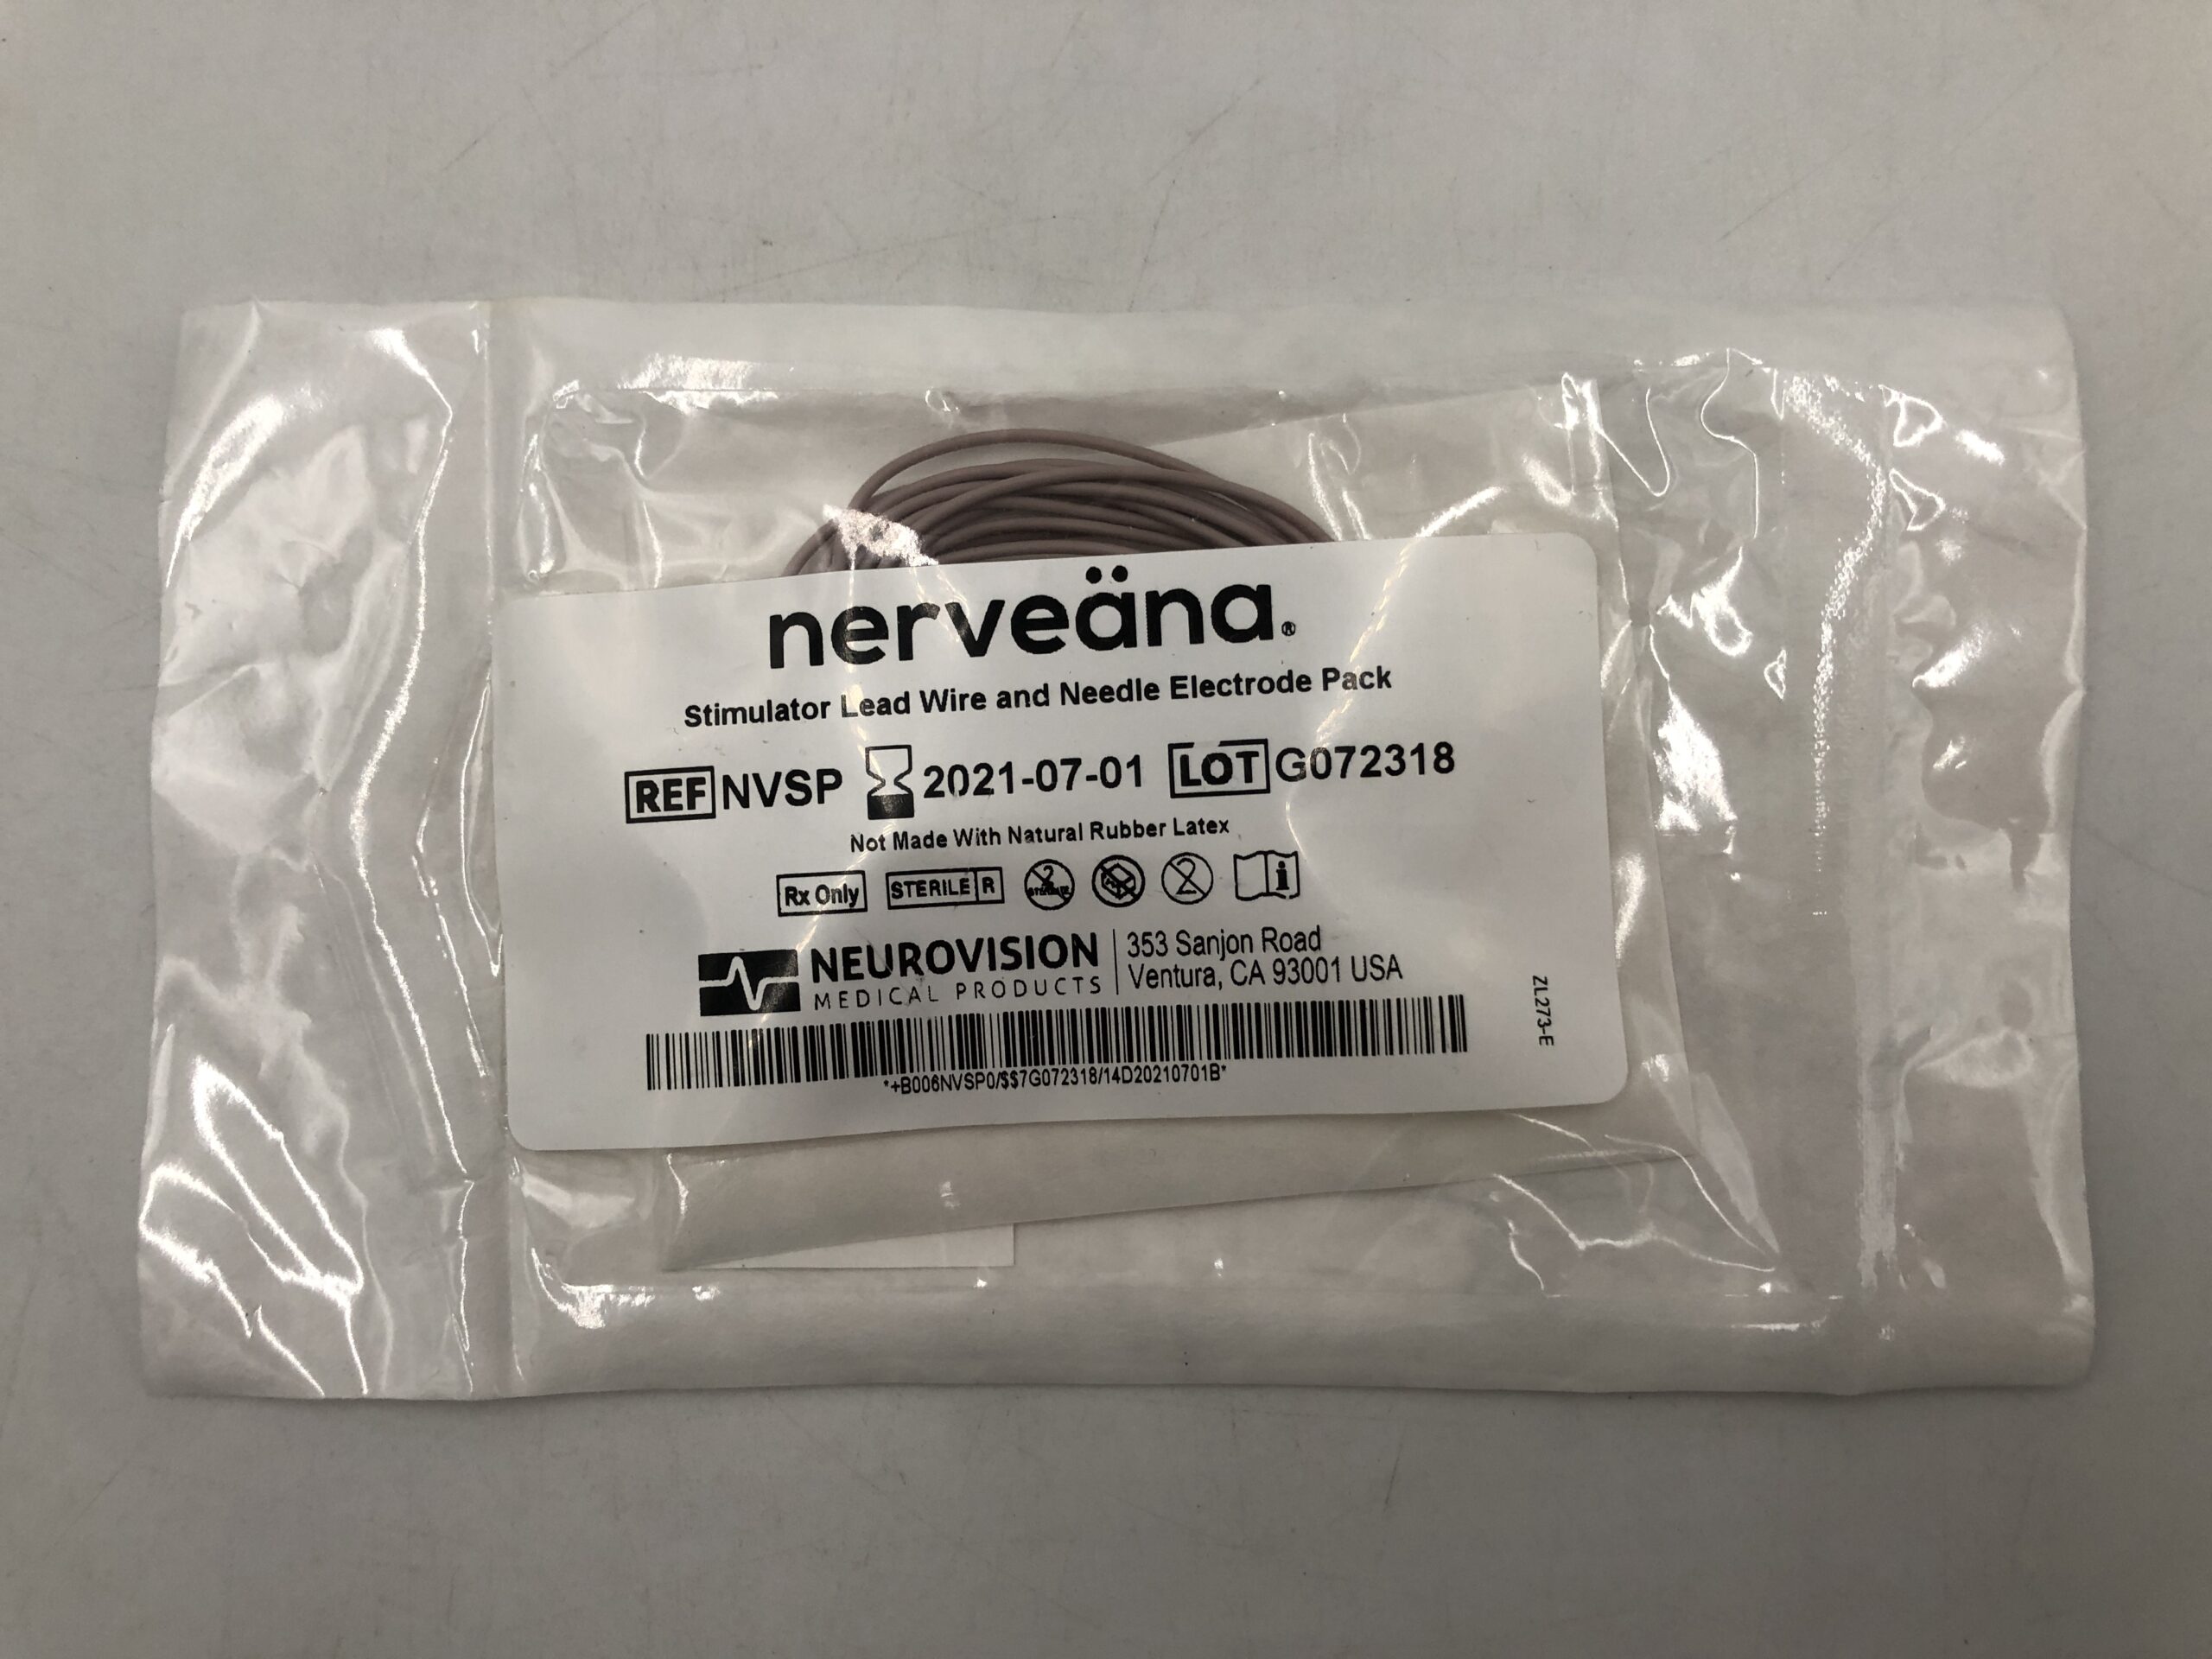 nerveäna®
Stimulator Lead Wire and Needle Electrode Pack
REF NVSP 2021-07-01 LOT G072318
Not Made With Natural Rubber Latex
Rx Only STERILE R 2 i
NEUROVISION
MEDICAL PRODUCTS
353 Sanjon Road
Ventura, CA 93001 USA
*+B006NVSP0/$$7G072318/14D20210701B*
ZL273-E